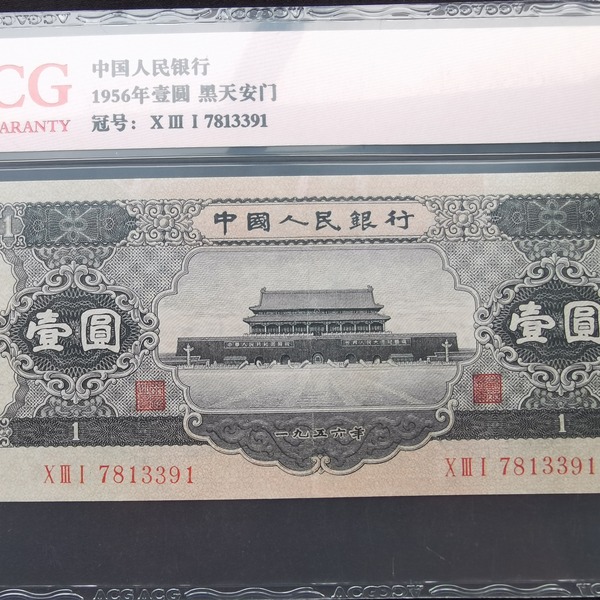 CG
ARANTY
中国人民银行
1956年壹圆 黑天安门
冠号: X Ⅲ I 7813391
中國人民銀行
1
壹圓
壹圓
1
1
一九五六年
X Ⅲ I 7813391
X Ⅲ I 7813391
ACGACG